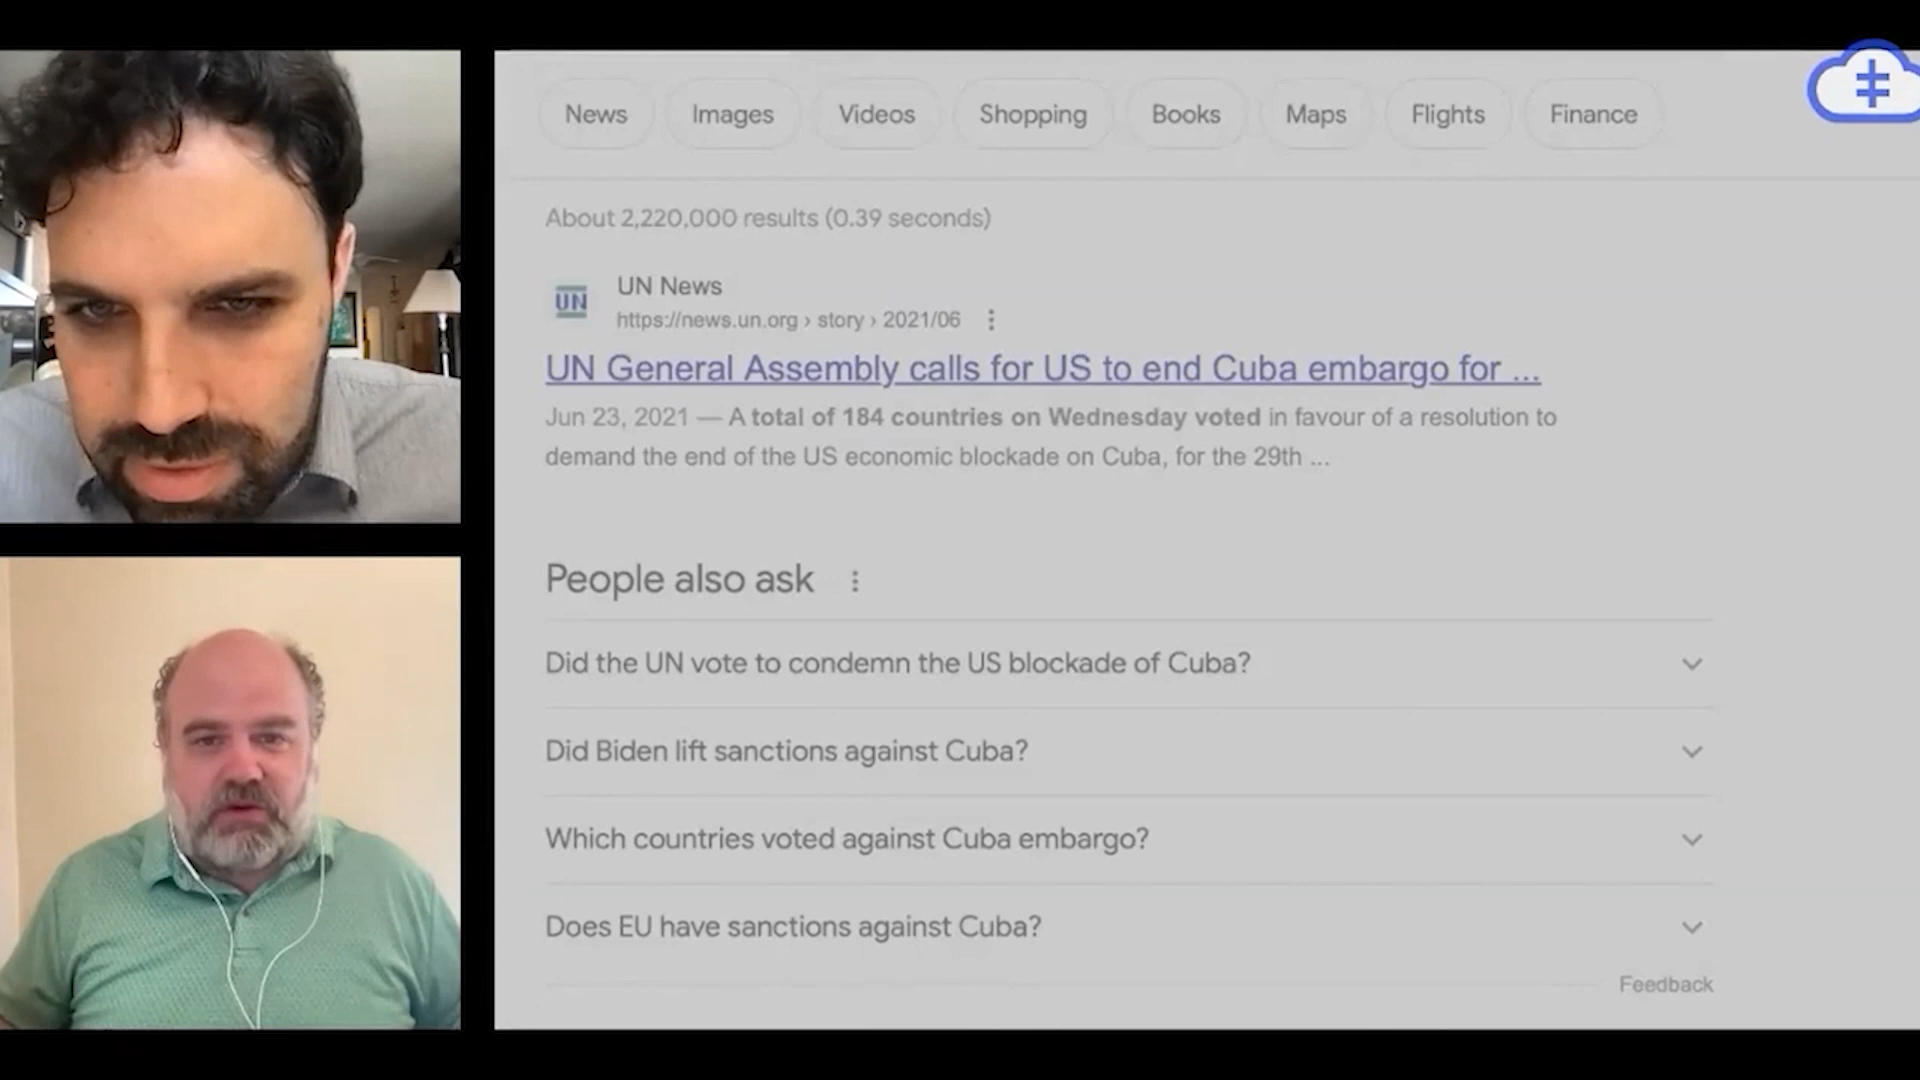 News Images Videos Shopping Books Maps Flights Finance
About 2,220,000 results (0.39 seconds)
UN
UN News
https://news.un.org › story › 2021/06
UN General Assembly calls for US to end Cuba embargo for ...
Jun 23, 2021 — A total of 184 countries on Wednesday voted in favour of a resolution to
demand the end of the US economic blockade on Cuba, for the 29th ...
People also ask
Did the UN vote to condemn the US blockade of Cuba?
Did Biden lift sanctions against Cuba?
Which countries voted against Cuba embargo?
Does EU have sanctions against Cuba?
Feedback